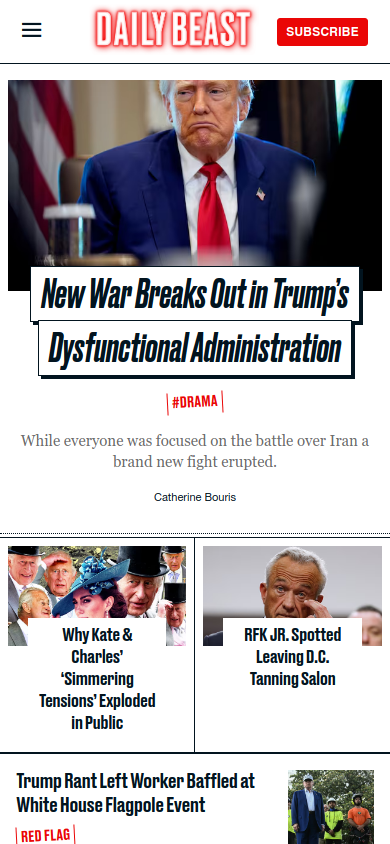 DAILY BEAST
SUBSCRIBE
New War Breaks Out in Trump's
Dysfunctional Administration
#DRAMA
While everyone was focused on the battle over Iran a
brand new fight erupted.
Catherine Bouris
Why Kate &
Charles'
'Simmering
Tensions' Exploded
in Public
RFK JR. Spotted
Leaving D.C.
Tanning Salon
Trump Rant Left Worker Baffled at
White House Flagpole Event
RED FLAG